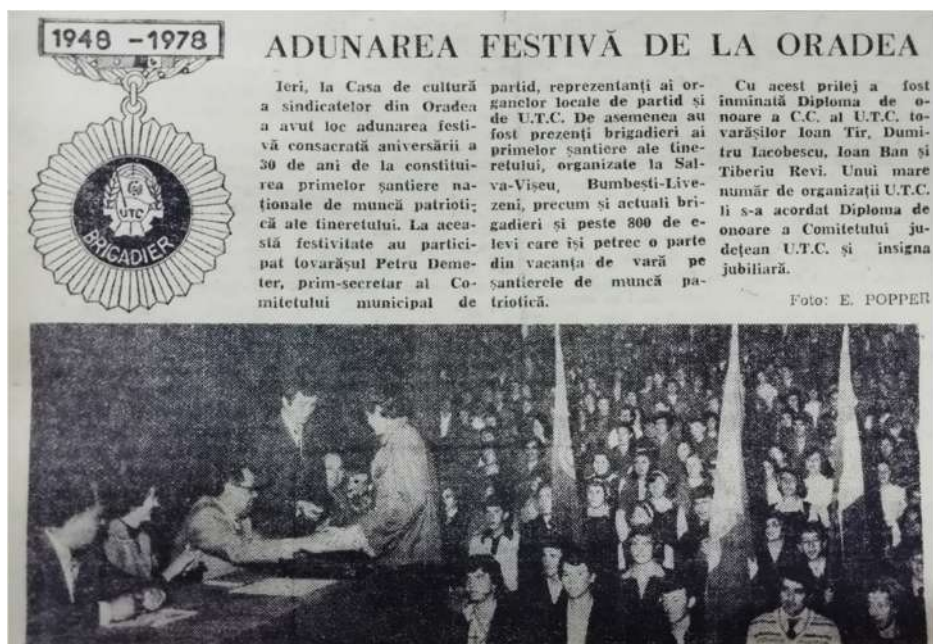 1948 - 1978
UTC
BRIGADIER
ADUNAREA FESTIVĂ DE LA ORADEA
Ieri, la Casa de cultură
a sindicatelor din Oradea
a avut loc adunarea festi-
vă consacrată aniversării a
30 de ani de la constitui-
rea primelor șantiere na-
ționale de muncă patrioti-
că ale tineretului. La acea-
stă festivitate au partici-
pat tovarășul Petru Deme-
ter, prim-secretar al Co-
mitetului municipal de
partid, reprezentanți ai or-
ganelor locale de partid și
de U.T.C. De asemenea au
fost prezenți brigadieri ai
primelor șantiere ale tine-
retului, organizate la Sal-
va-Vișeu, Bumbești-Live-
zeni, precum și actuali bri-
gadieri și peste 800 de e-
levi care își petrec o parte
din vacanța de vară pe
șantierele de muncă pa-
triotică.
Cu acest prilej a fost
înminată Diploma de o-
noare a C.C. al U.T.C. to-
varășilor Ioan Tir, Dumi-
tru Iacobescu, Ioan Ban și
Tiberiu Revi. Unui mare
număr de organizații U.T.C.
li s-a acordat Diploma de
onoare a Comitetului ju-
dețean U.T.C. și insigna
jubiliară.
Foto: E. POPPER